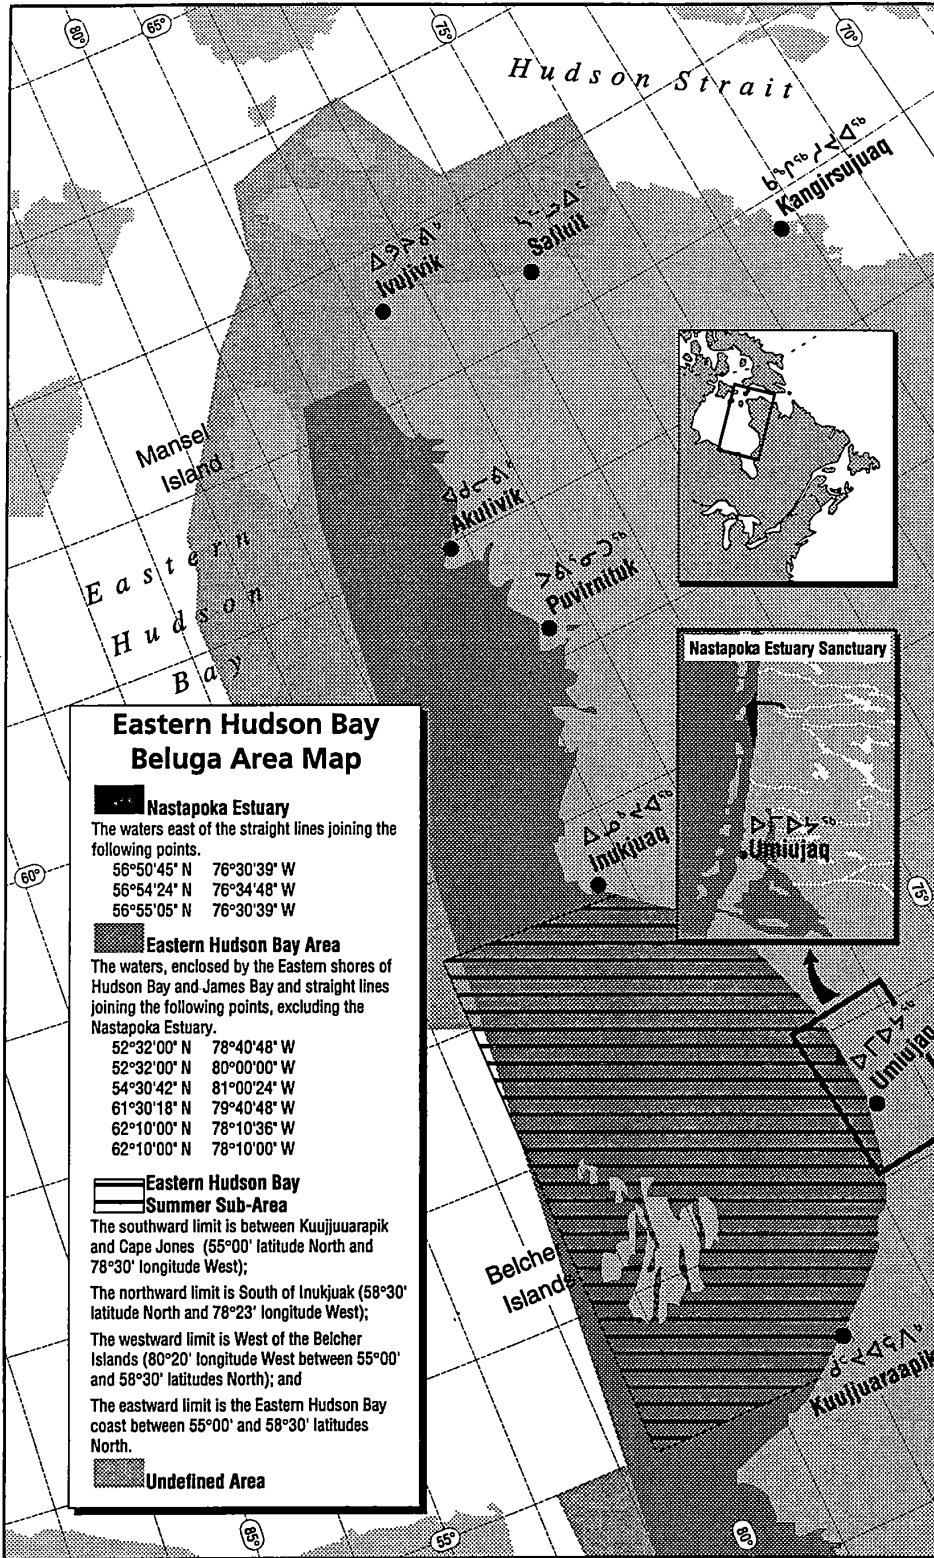 80°
65°
75°
70°
Hudson Strait
ᑲᖏᖅᓱᔪᐊᖅ
Kangirsujuaq
ᓴᓪᓗᐃᑦ
Salluit
ᐃᕗᔨᕕᒃ
Ivujivik
Mansel
Island
ᐊᑯᓕᕕᒃ
Akulivik
Eastern
Hudson
Bay
Puvirnituk
Nastapoka Estuary Sanctuary
ᐅᒥᐅᔭᖅ
Umiujaq
Inukjuaq
60°
75°
Eastern Hudson Bay
Beluga Area Map
Nastapoka Estuary
The waters east of the straight lines joining the
following points.
56°50'45" N 76°30'39" W
56°54'24" N 76°34'48" W
56°55'05" N 76°30'39" W
Eastern Hudson Bay Area
The waters, enclosed by the Eastern shores of
Hudson Bay and James Bay and straight lines
joining the following points, excluding the
Nastapoka Estuary.
52°32'00" N 78°40'48" W
52°32'00" N 80°00'00" W
54°30'42" N 81°00'24" W
61°30'18" N 79°40'48" W
62°10'00" N 78°10'36" W
62°10'00" N 78°10'00" W
Eastern Hudson Bay
Summer Sub-Area
The southward limit is between Kuujjuuarapik
and Cape Jones (55°00' latitude North and
78°30' longitude West);
The northward limit is South of Inukjuak (58°30'
latitude North and 78°23' longitude West);
The westward limit is West of the Belcher
Islands (80°20' longitude West between 55°00'
and 58°30' latitudes North); and
The eastward limit is the Eastern Hudson Bay
coast between 55°00' and 58°30' latitudes
North.
Undefined Area
ᐅᒥᐅᔭᖅ
Umiujaq
Belcher
Islands
Kuujjuaraapik
85°
55°
80°